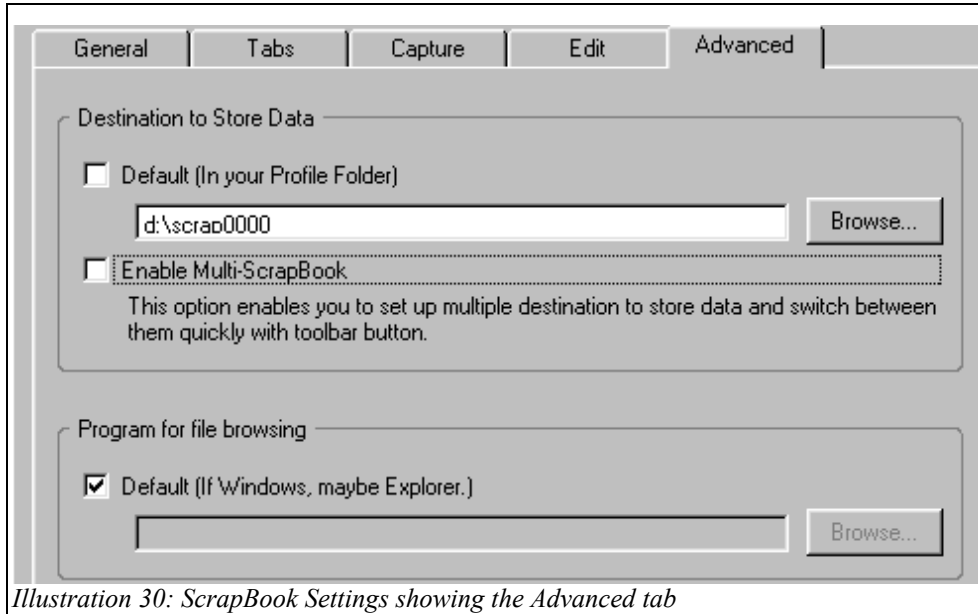 General Tabs Capture Edit Advanced
Destination to Store Data
Default (In your Profile Folder)
d:\scrap0000 Browse...
Enable Multi-ScrapBook
This option enables you to set up multiple destination to store data and switch between
them quickly with toolbar button.
Program for file browsing
Default (If Windows, maybe Explorer.)
Browse...
Illustration 30: ScrapBook Settings showing the Advanced tab